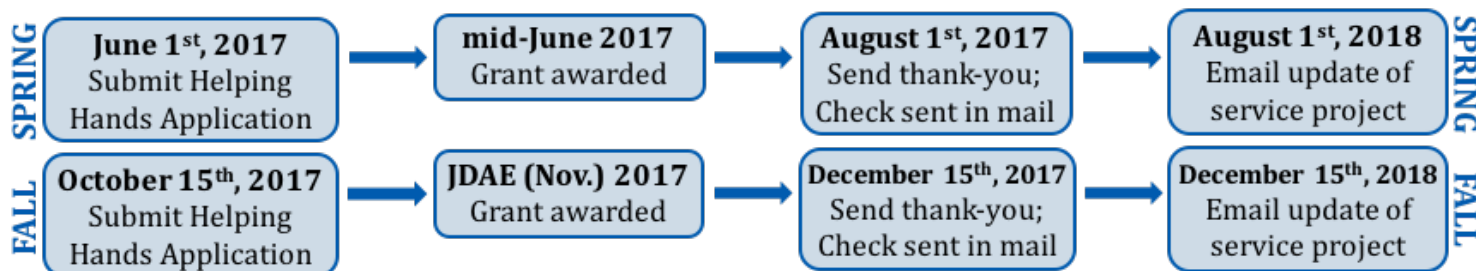 SPRING
June 1st, 2017
Submit Helping
Hands Application
mid-June 2017
Grant awarded
August 1st, 2017
Send thank-you;
Check sent in mail
August 1st, 2018
Email update of
service project
SPRING
FALL
October 15th, 2017
Submit Helping
Hands Application
JDAE (Nov.) 2017
Grant awarded
December 15th, 2017
Send thank-you;
Check sent in mail
December 15th, 2018
Email update of
service project
FALL